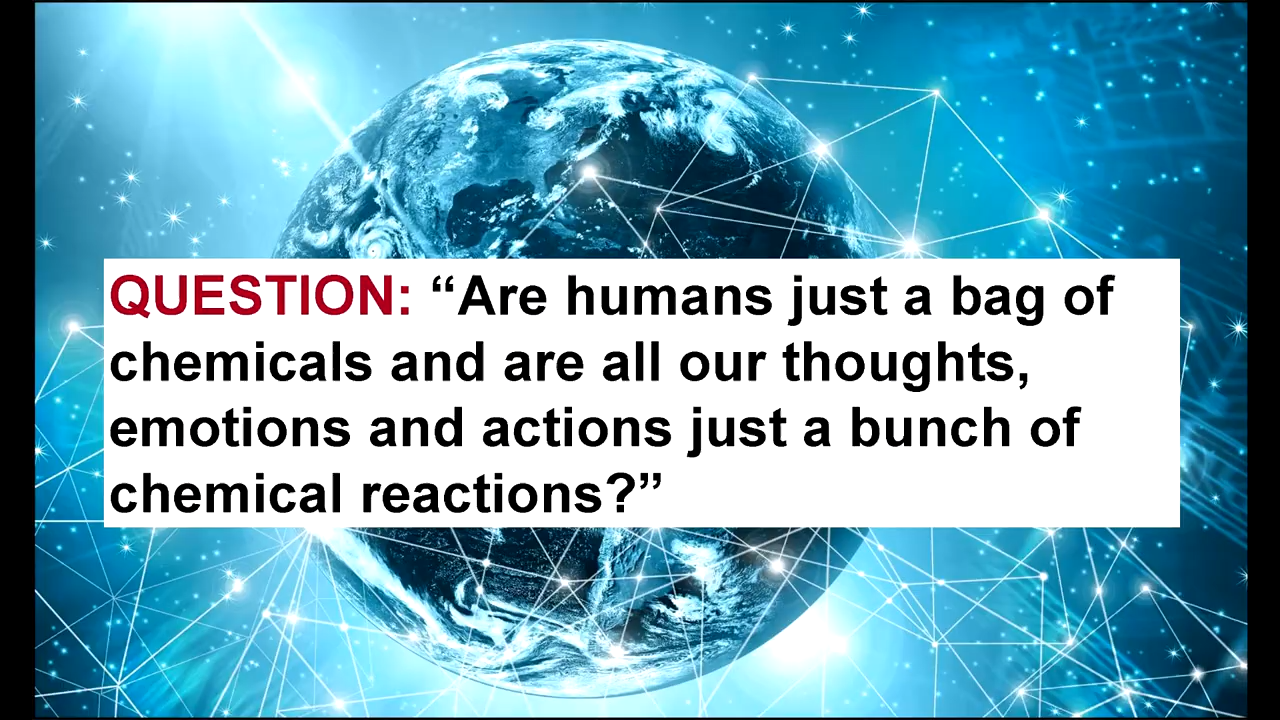 QUESTION: “Are humans just a bag of
chemicals and are all our thoughts,
emotions and actions just a bunch of
chemical reactions?”